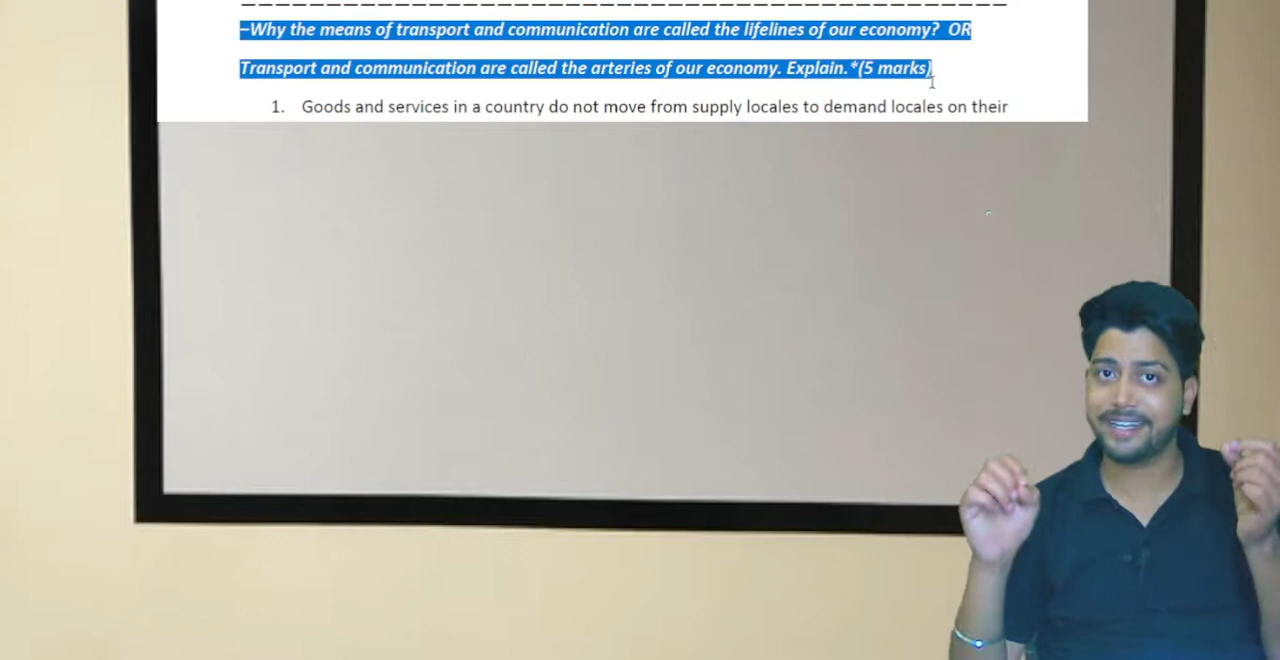 –Why the means of transport and communication are called the lifelines of our economy? OR
Transport and communication are called the arteries of our economy. Explain.*(5 marks)
1. Goods and services in a country do not move from supply locales to demand locales on their